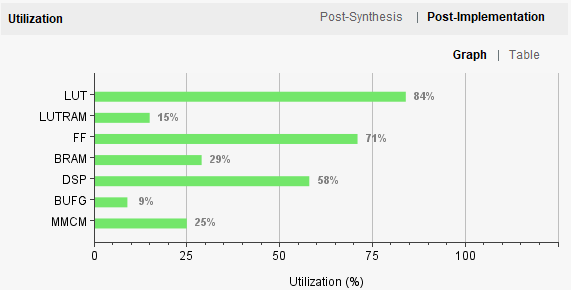 Utilization Post-Synthesis | Post-Implementation
Graph | Table
LUT 84%
LUTRAM 15%
FF 71%
BRAM 29%
DSP 58%
BUFG 9%
MMCM 25%
0 25 50 75 100
Utilization (%)